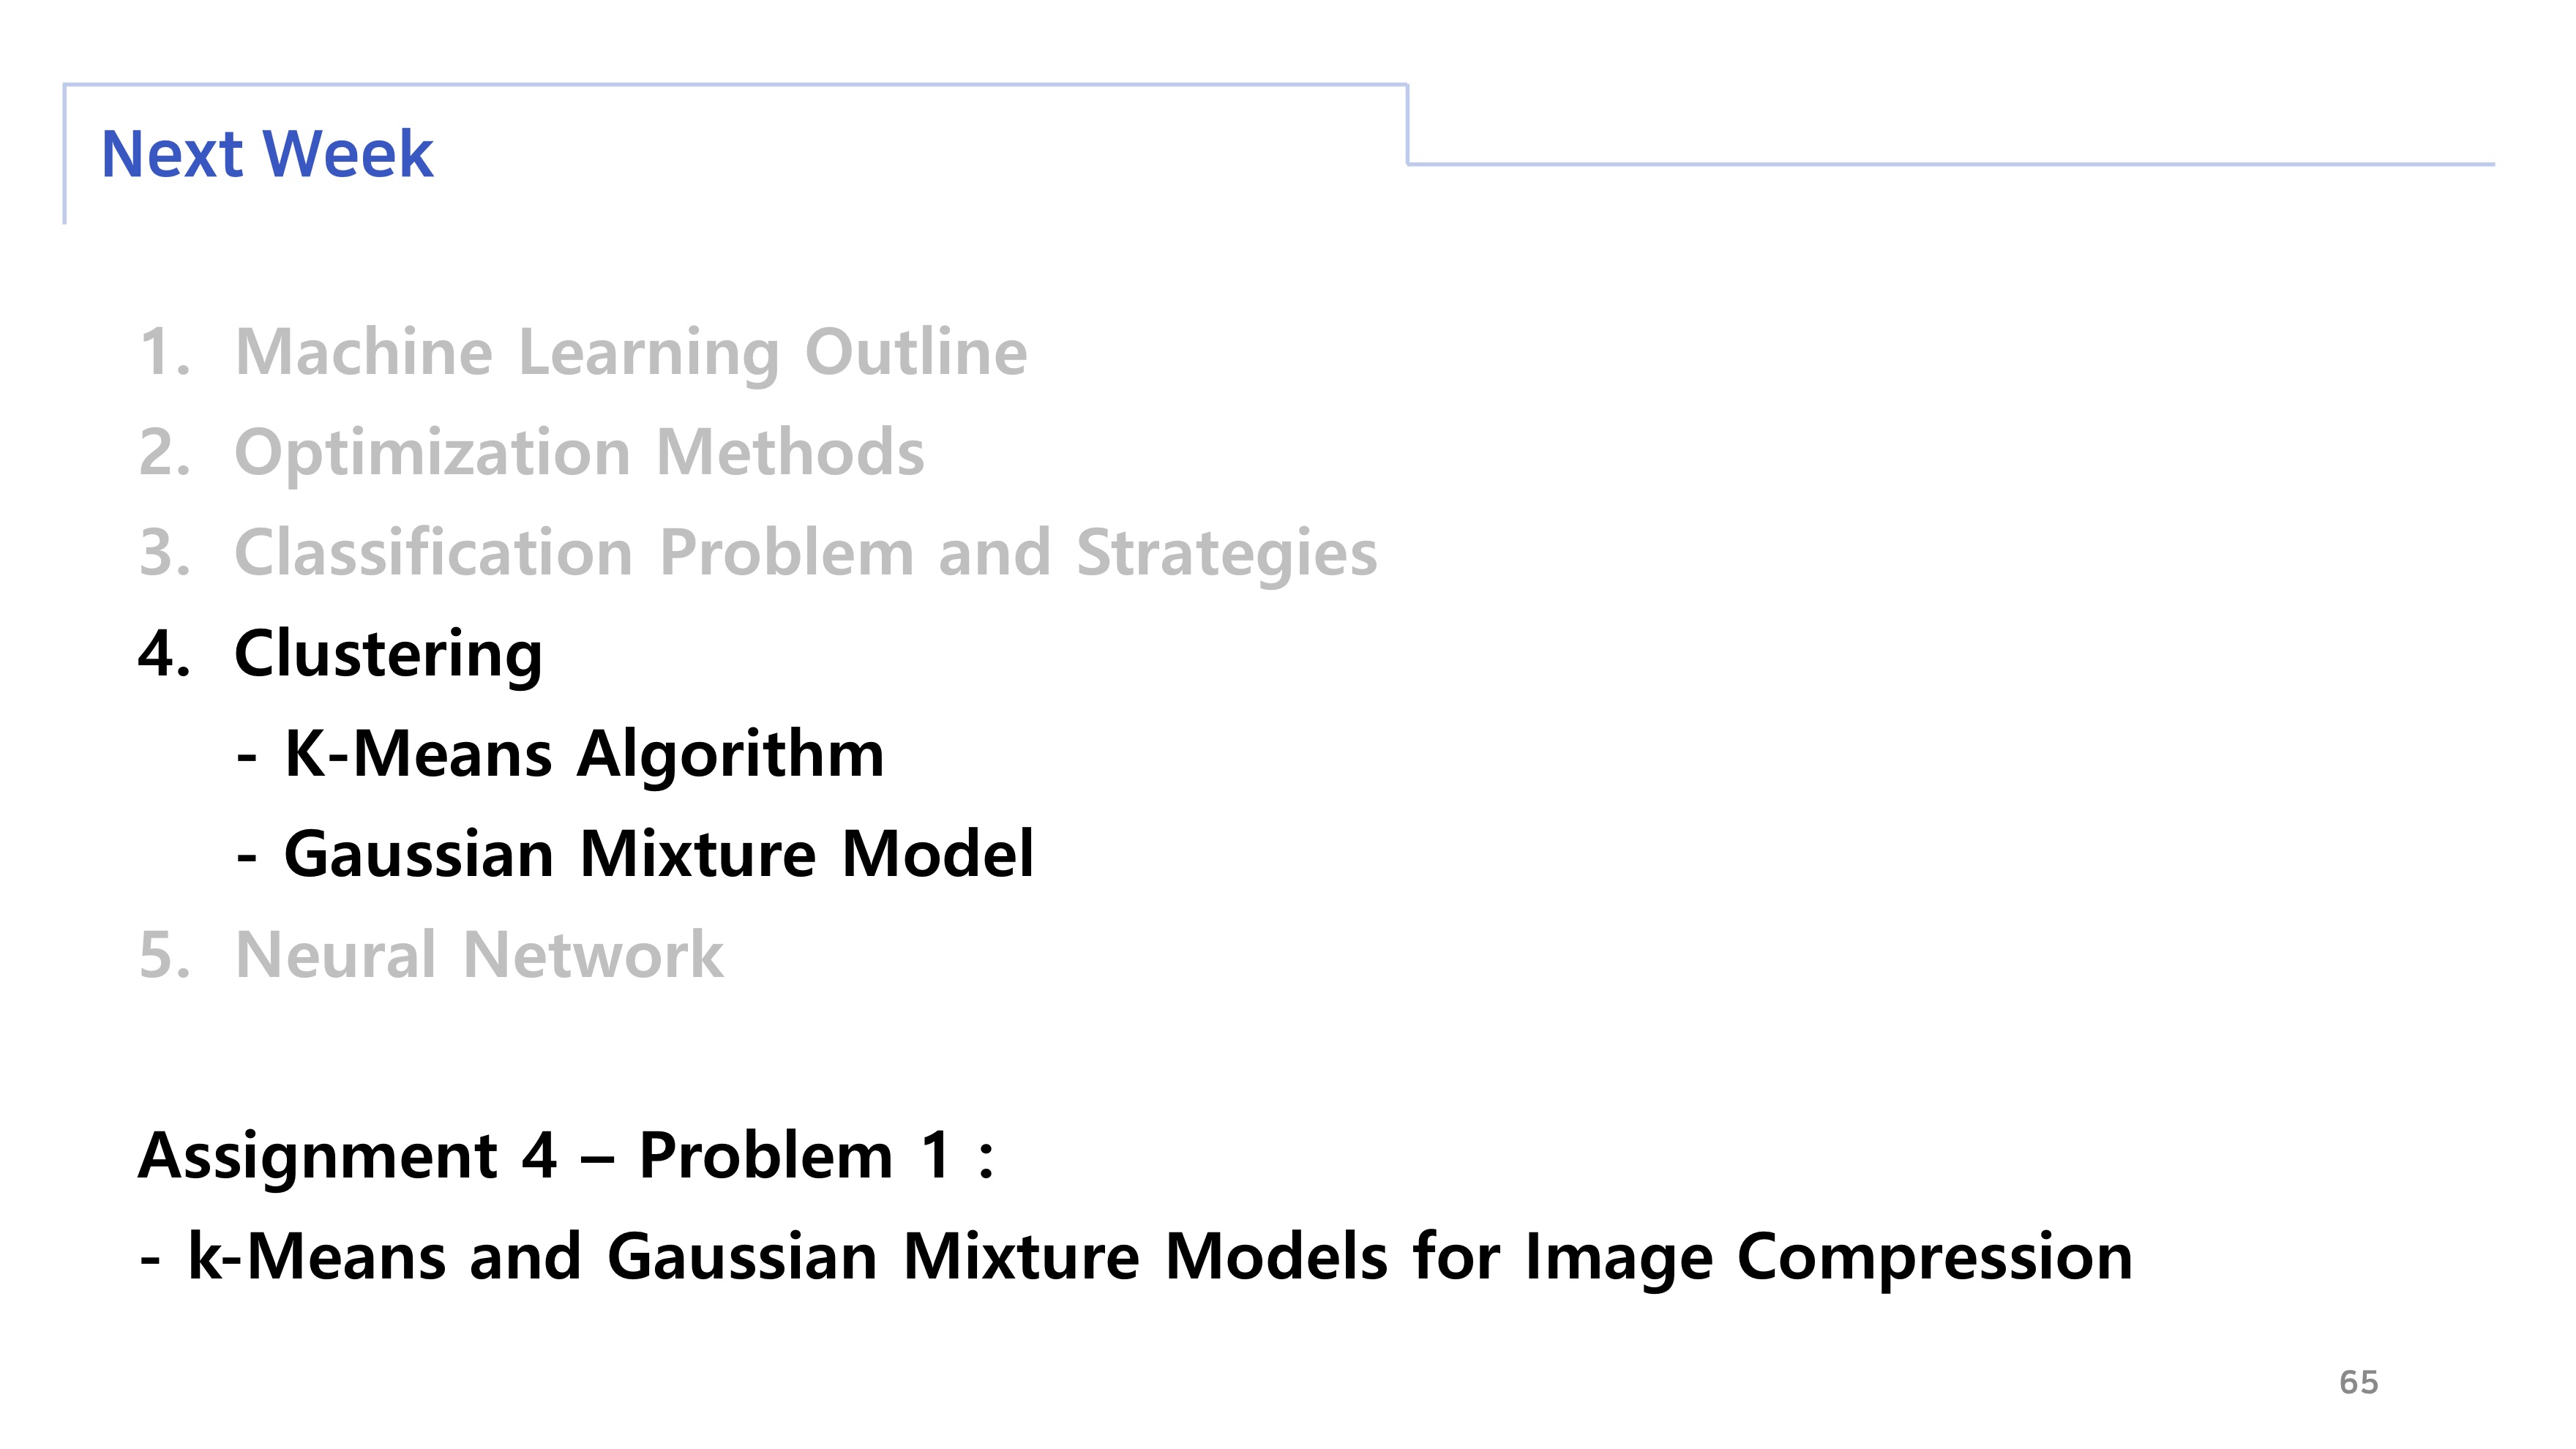 Next Week
1. Machine Learning Outline
2. Optimization Methods
3. Classification Problem and Strategies
4. Clustering
- K-Means Algorithm
- Gaussian Mixture Model
5. Neural Network
Assignment 4 – Problem 1 :
- k-Means and Gaussian Mixture Models for Image Compression
65